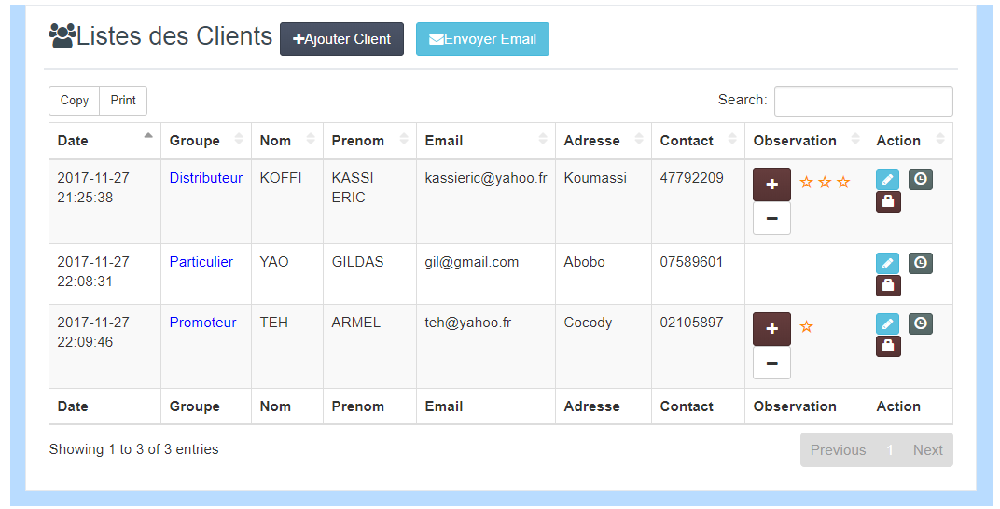 Listes des Clients +Ajouter Client Envoyer Email
Copy Print Search:
Date Groupe Nom Prenom Email Adresse Contact Observation Action
2017-11-27 Distributeur KOFFI KASSI kassieric@yahoo.fr Koumassi 47792209 + ☆ ☆ ☆
21:25:38 ERIC
−
2017-11-27 Particulier YAO GILDAS gil@gmail.com Abobo 07589601
22:08:31
2017-11-27 Promoteur TEH ARMEL teh@yahoo.fr Cocody 02105897 + ☆
22:09:46
−
Date Groupe Nom Prenom Email Adresse Contact Observation Action
Showing 1 to 3 of 3 entries Previous 1 Next